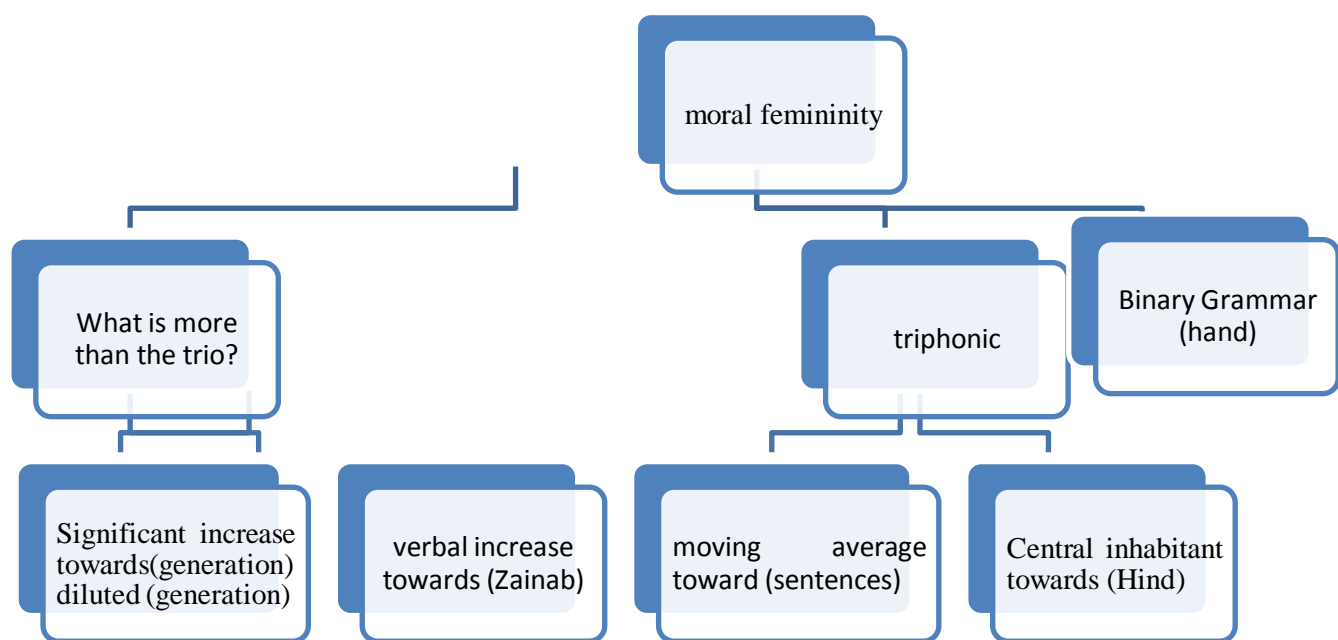 moral femininity
What is more
than the trio?
triphonic
Binary Grammar
(hand)
Significant increase
towards(generation)
diluted (generation)
verbal increase
towards (Zainab)
moving average
toward (sentences)
Central inhabitant
towards (Hind)